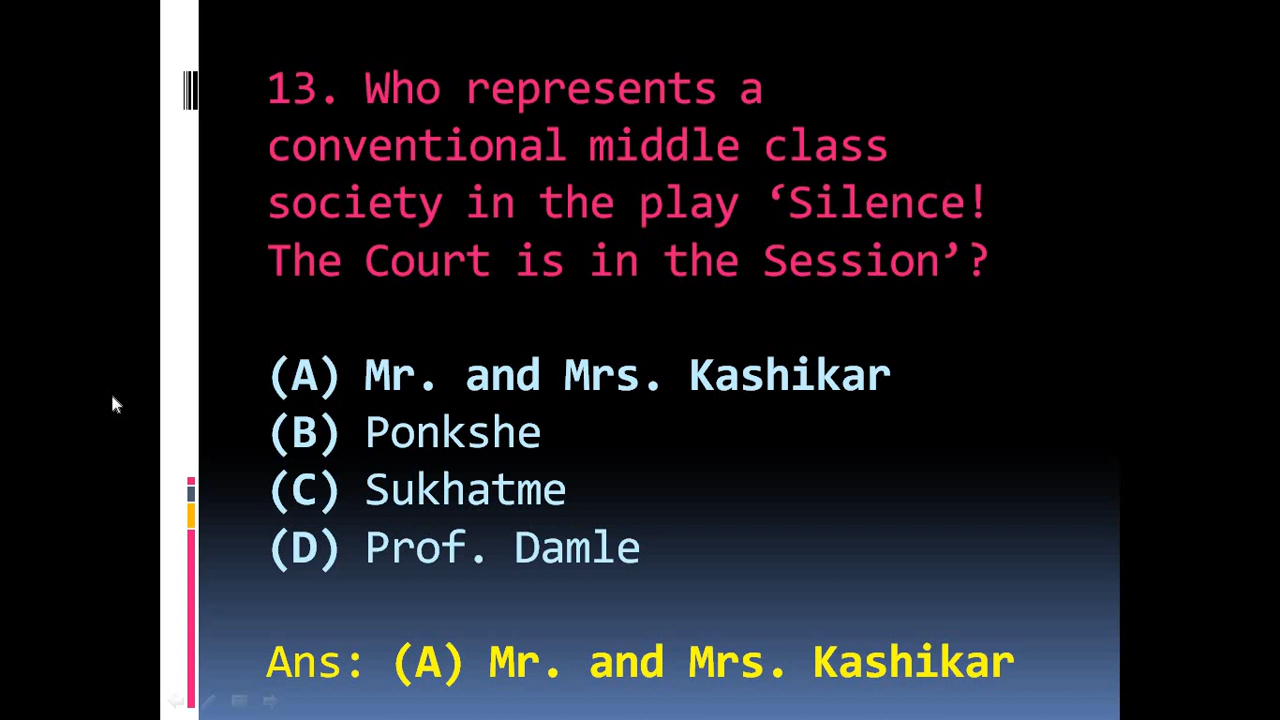 13. Who represents a
conventional middle class
society in the play ‘Silence!
The Court is in the Session’?
(A) Mr. and Mrs. Kashikar
(B) Ponkshe
(C) Sukhatme
(D) Prof. Damle
Ans: (A) Mr. and Mrs. Kashikar